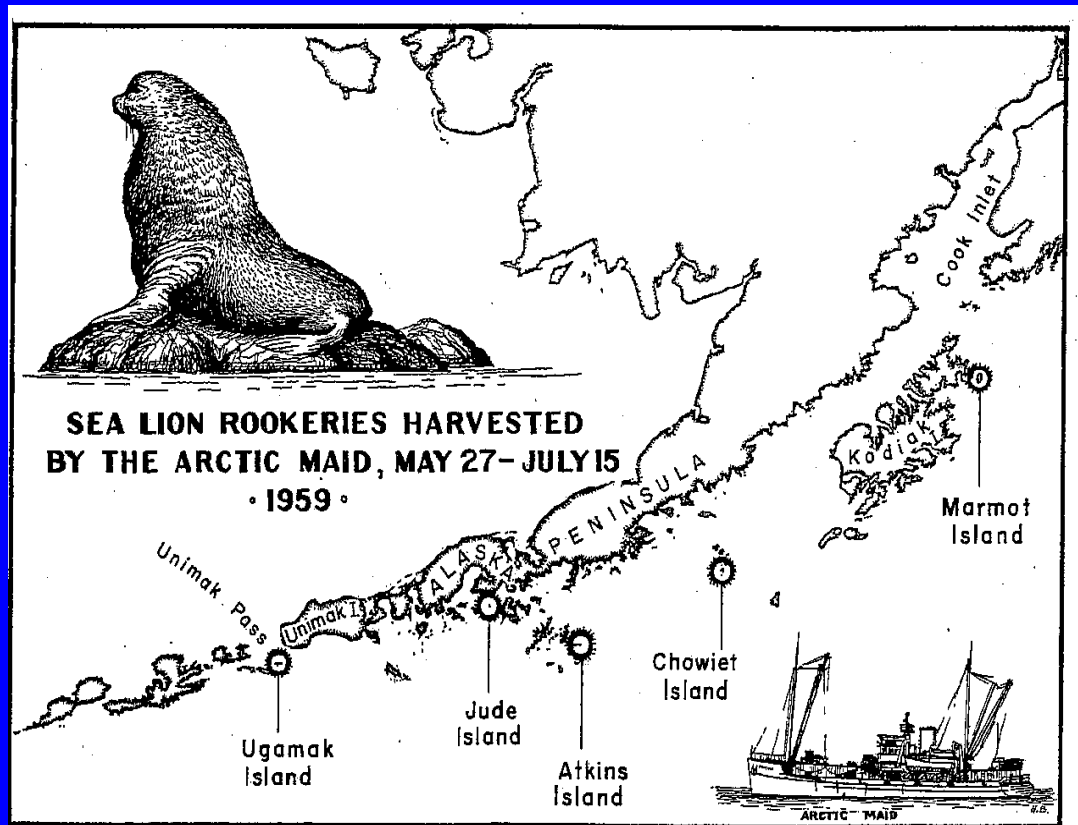 SEA LION ROOKERIES HARVESTED
BY THE ARCTIC MAID, MAY 27-JULY 15
• 1959 •
Cook Inlet
Kodiak I.
Marmot
Island
ALASKA PENINSULA
Unimak Pass
Unimak I.
Chowiet
Island
Jude
Island
Ugamak
Island
Atkins
Island
ARCTIC MAID
H.B.